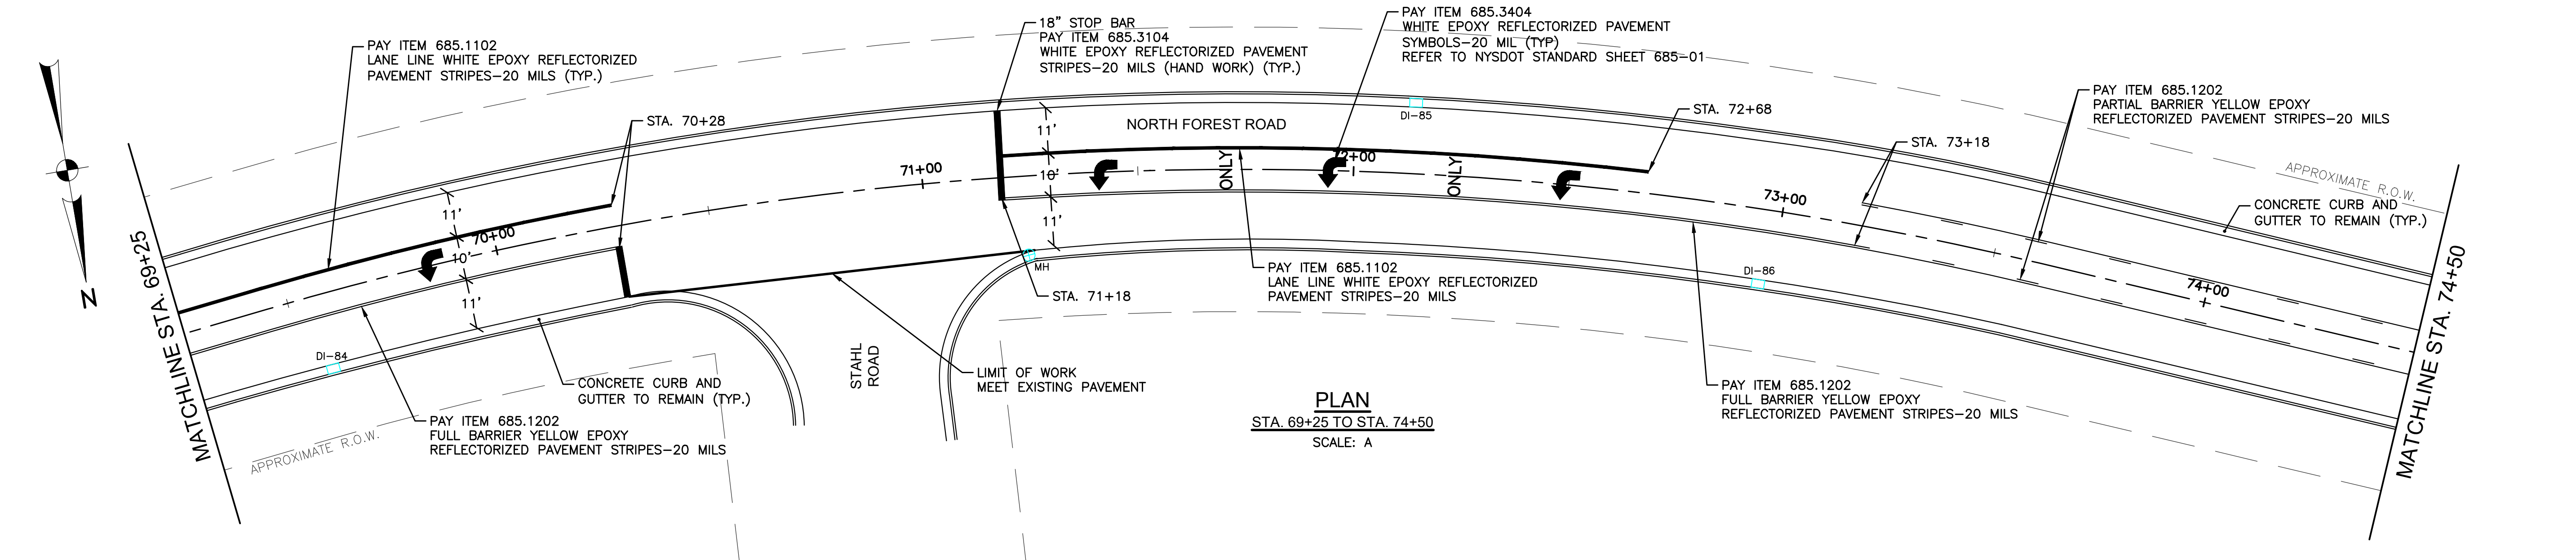 PAY ITEM 685.1102
LANE LINE WHITE EPOXY REFLECTORIZED
PAVEMENT STRIPES-20 MILS (TYP.)
18" STOP BAR
PAY ITEM 685.3104
WHITE EPOXY REFLECTORIZED PAVEMENT
STRIPES-20 MILS (HAND WORK) (TYP.)
PAY ITEM 685.3404
WHITE EPOXY REFLECTORIZED PAVEMENT
SYMBOLS-20 MIL (TYP)
REFER TO NYSDOT STANDARD SHEET 685-01
PAY ITEM 685.1202
PARTIAL BARRIER YELLOW EPOXY
REFLECTORIZED PAVEMENT STRIPES-20 MILS
STA. 70+28
NORTH FOREST ROAD
DI-85
STA. 72+68
STA. 73+18
APPROXIMATE R.O.W.
CONCRETE CURB AND
GUTTER TO REMAIN (TYP.)
N
MATCHLINE STA. 69+25
11'
10'
11'
70+00
71+00
11'
10'
11'
ONLY
72+00
ONLY
73+00
74+00
MATCHLINE STA. 74+50
MH
STA. 71+18
PAY ITEM 685.1102
LANE LINE WHITE EPOXY REFLECTORIZED
PAVEMENT STRIPES-20 MILS
DI-86
DI-84
CONCRETE CURB AND
GUTTER TO REMAIN (TYP.)
STAHL
ROAD
LIMIT OF WORK
MEET EXISTING PAVEMENT
PAY ITEM 685.1202
FULL BARRIER YELLOW EPOXY
REFLECTORIZED PAVEMENT STRIPES-20 MILS
PAY ITEM 685.1202
FULL BARRIER YELLOW EPOXY
REFLECTORIZED PAVEMENT STRIPES-20 MILS
APPROXIMATE R.O.W.
PLAN
STA. 69+25 TO STA. 74+50
SCALE: A